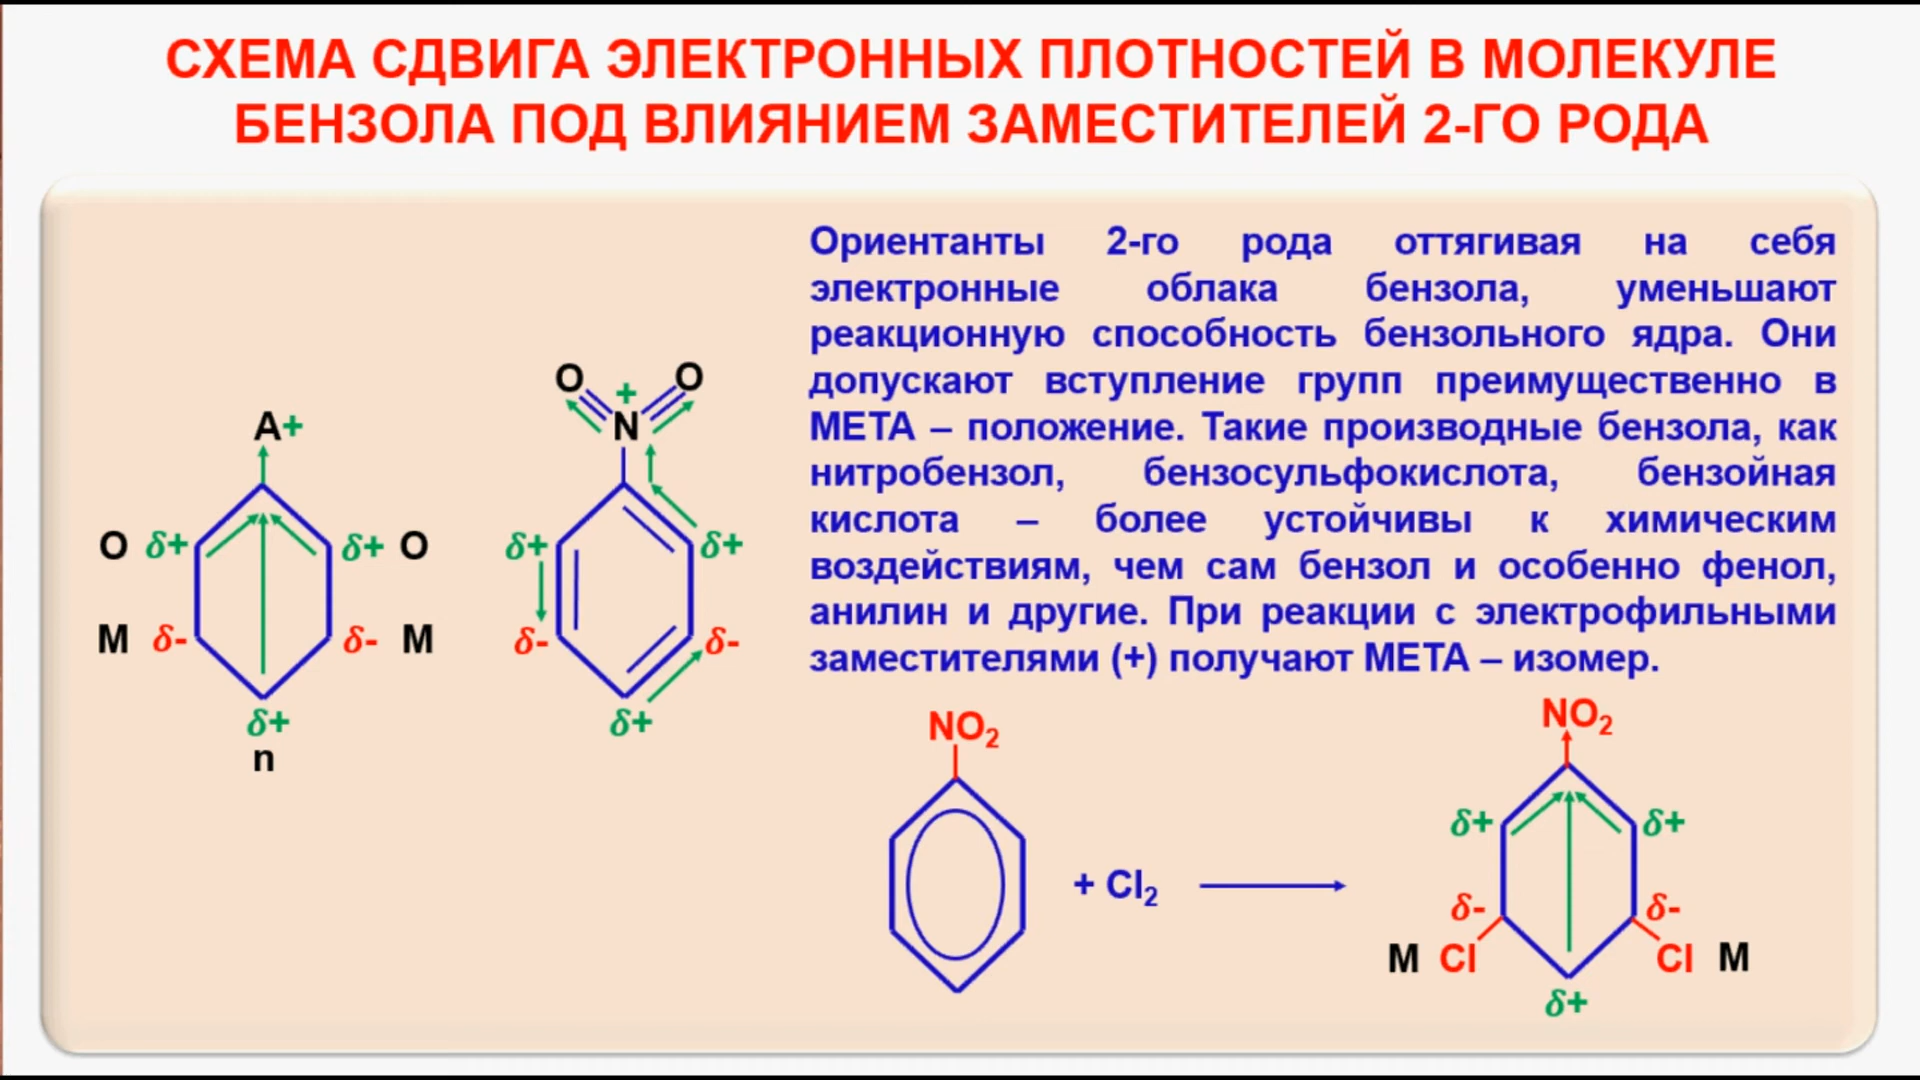 СХЕМА СДВИГА ЭЛЕКТРОННЫХ ПЛОТНОСТЕЙ В МОЛЕКУЛЕ
БЕНЗОЛА ПОД ВЛИЯНИЕМ ЗАМЕСТИТЕЛЕЙ 2-ГО РОДА
Ориентанты 2-го рода оттягивая на себя
электронные облака бензола, уменьшают
реакционную способность бензольного ядра. Они
допускают вступление групп преимущественно в
МЕТА – положение. Такие производные бензола, как
нитробензол, бензосульфокислота, бензойная
кислота – более устойчивы к химическим
воздействиям, чем сам бензол и особенно фенол,
анилин и другие. При реакции с электрофильными
заместителями (+) получают МЕТА – изомер.
A+
O δ+ δ+ O
M δ- δ- M
δ+
n
O + O
N
δ+ δ+
δ- δ-
δ+
NO₂
+ Cl₂
NO₂
δ+ δ+
δ- δ-
M Cl Cl M
δ+